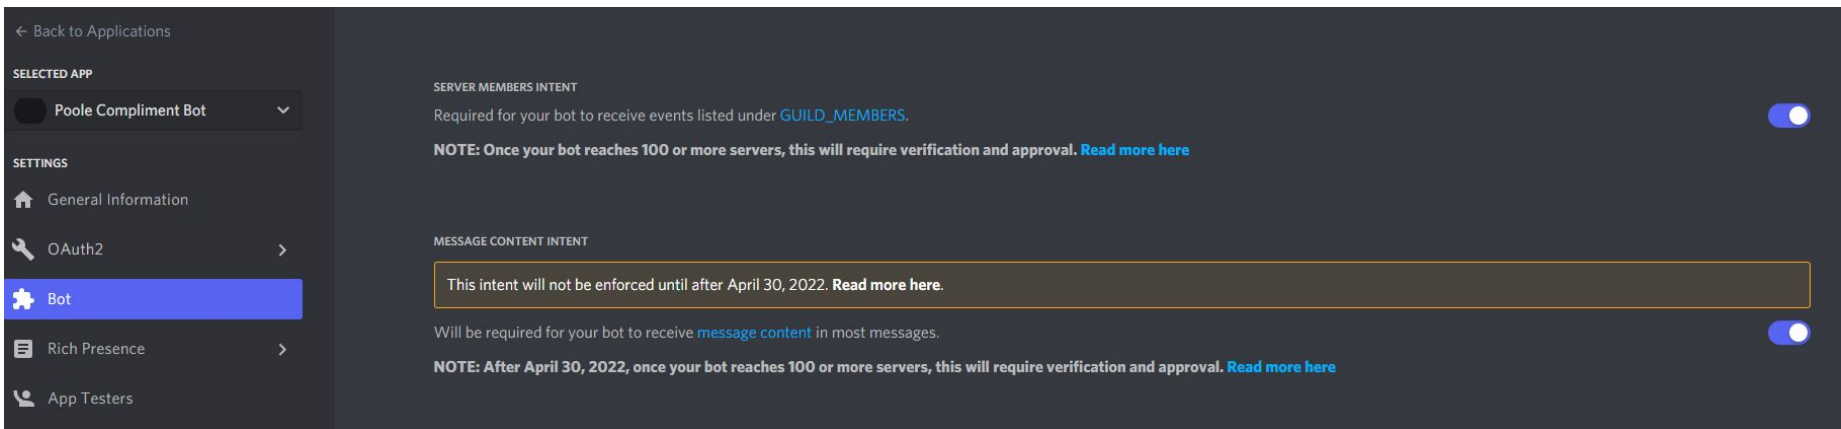 ← Back to Applications
SELECTED APP
Poole Compliment Bot
SETTINGS
General Information
OAuth2
Bot
Rich Presence
App Testers
SERVER MEMBERS INTENT
Required for your bot to receive events listed under GUILD_MEMBERS.
NOTE: Once your bot reaches 100 or more servers, this will require verification and approval. Read more here
MESSAGE CONTENT INTENT
This intent will not be enforced until after April 30, 2022. Read more here.
Will be required for your bot to receive message content in most messages.
NOTE: After April 30, 2022, once your bot reaches 100 or more servers, this will require verification and approval. Read more here